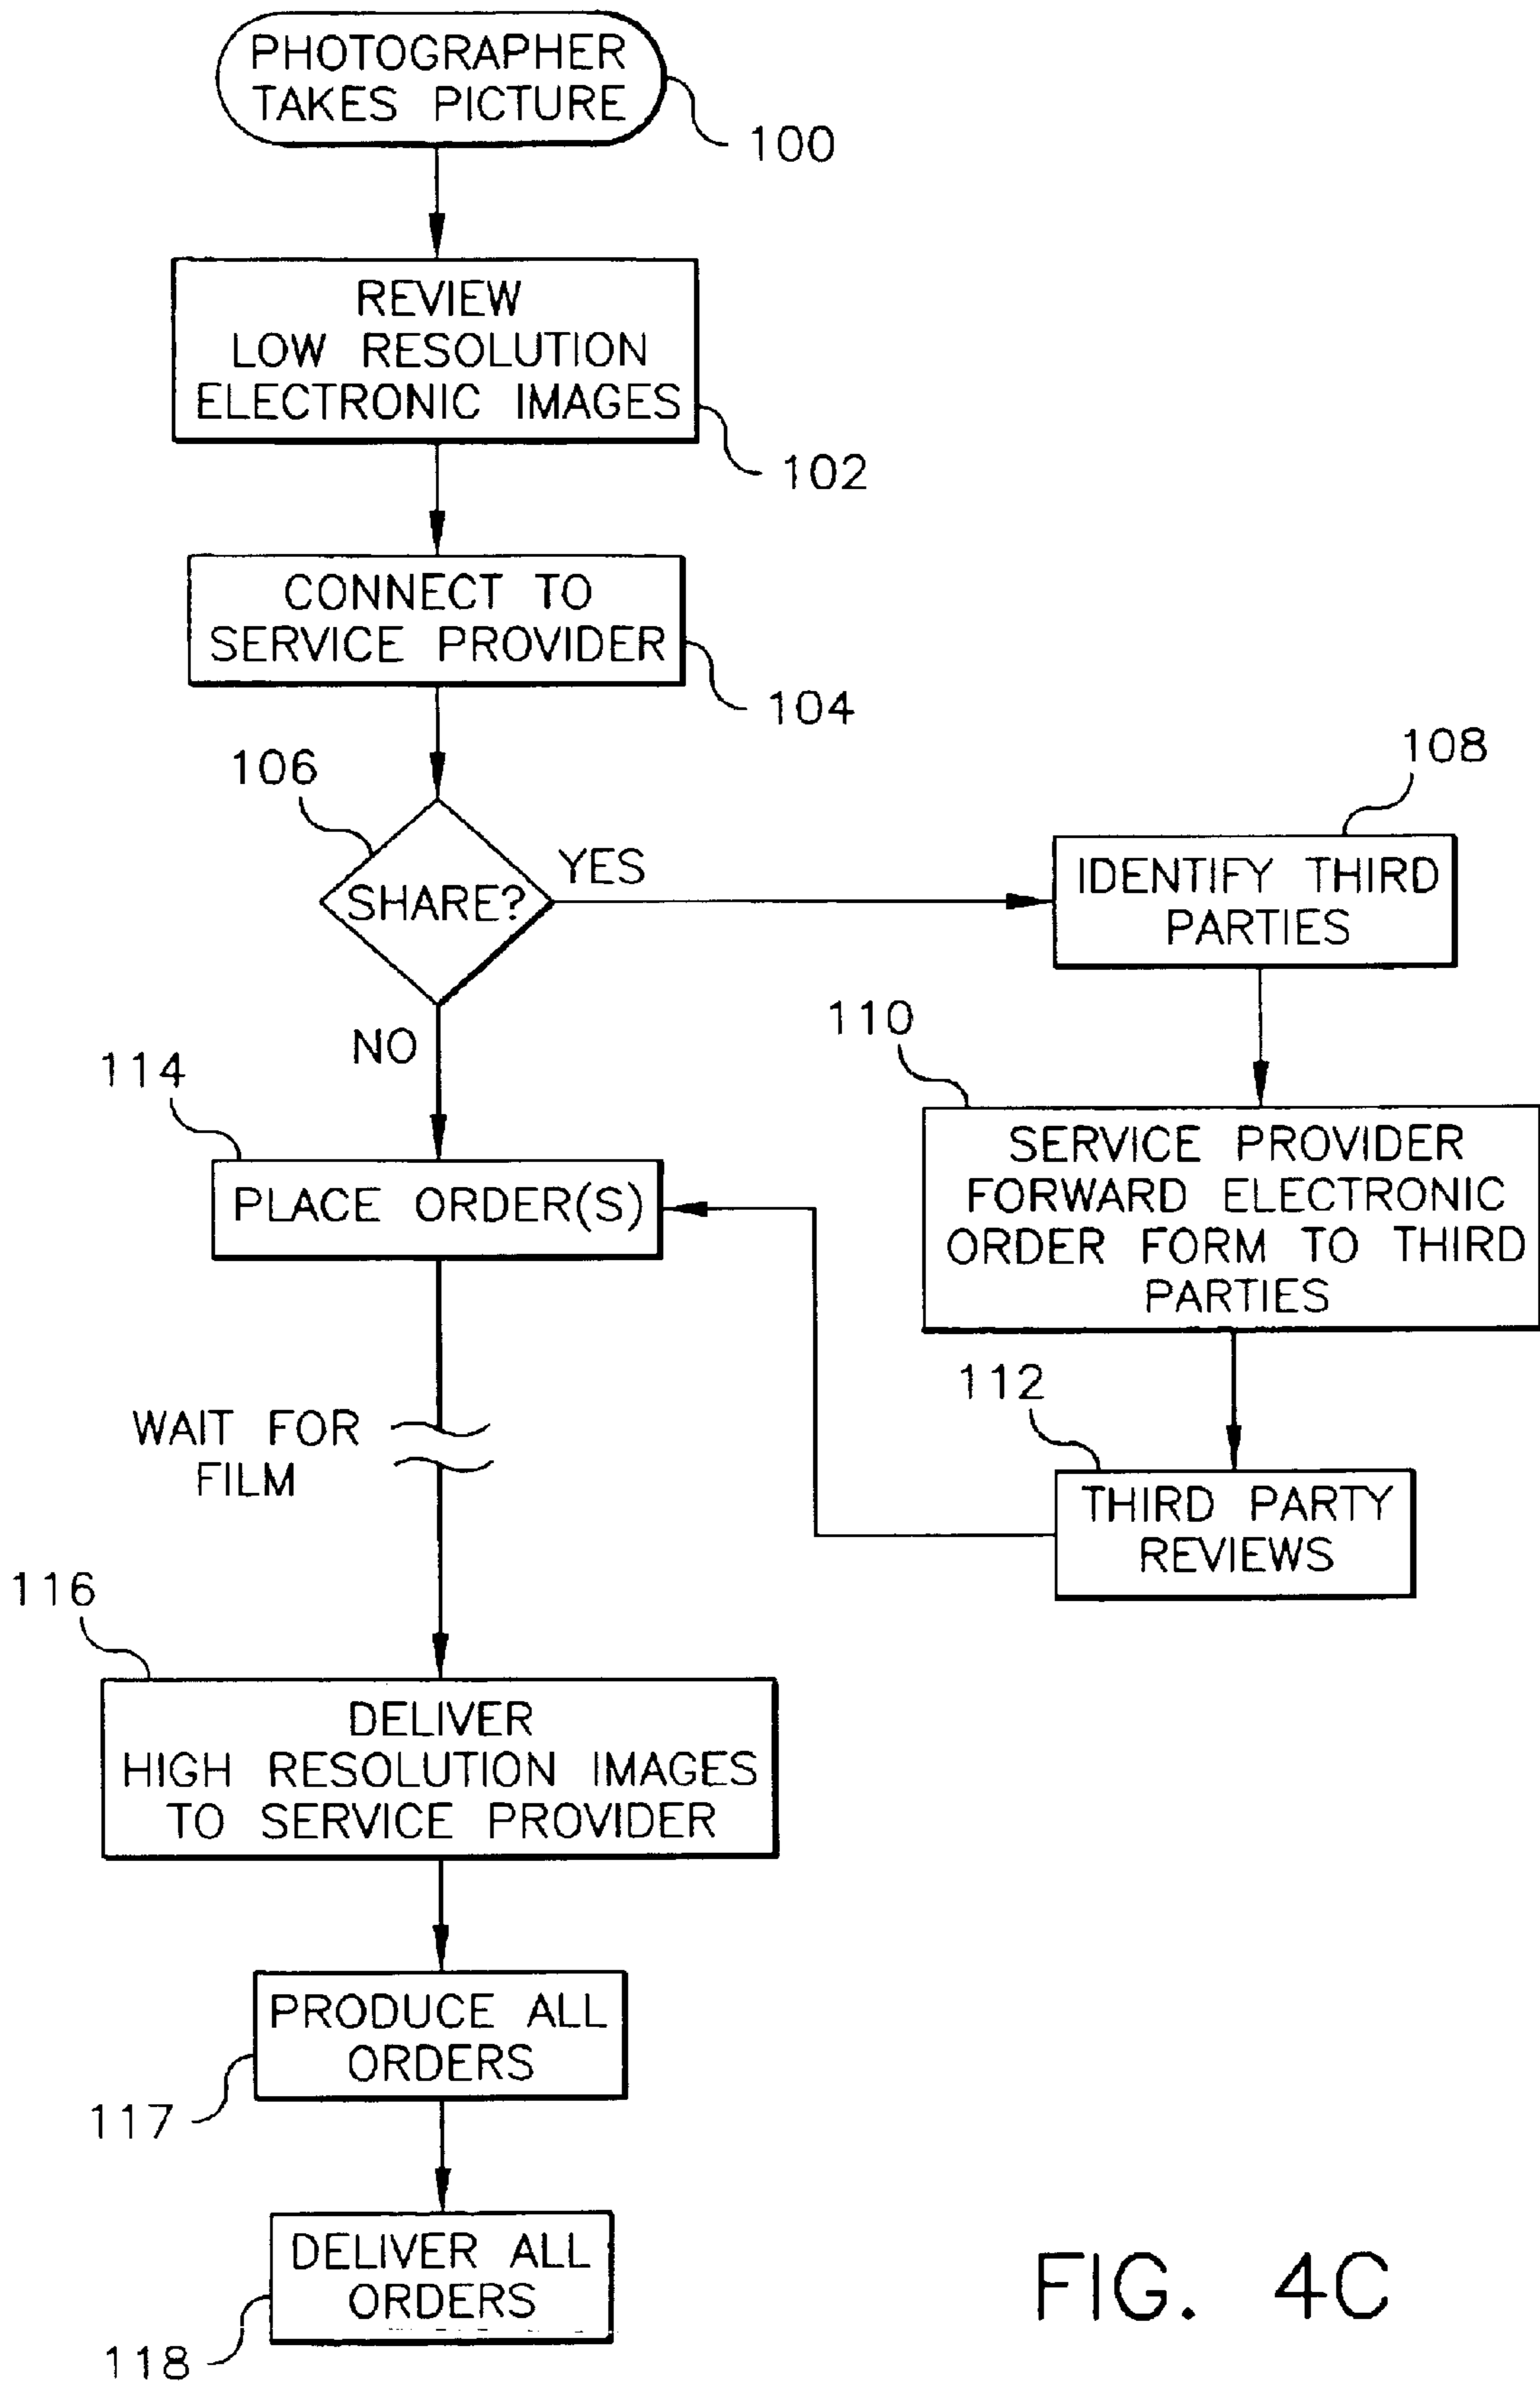 PHOTOGRAPHER
TAKES PICTURE
100
REVIEW
LOW RESOLUTION
ELECTRONIC IMAGES
102
CONNECT TO
SERVICE PROVIDER
104
106
SHARE?
YES
NO
108
IDENTIFY THIRD
PARTIES
110
SERVICE PROVIDER
FORWARD ELECTRONIC
ORDER FORM TO THIRD
PARTIES
112
THIRD PARTY
REVIEWS
114
PLACE ORDER(S)
WAIT FOR
FILM
116
DELIVER
HIGH RESOLUTION IMAGES
TO SERVICE PROVIDER
PRODUCE ALL
ORDERS
117
DELIVER ALL
ORDERS
118
FIG. 4C